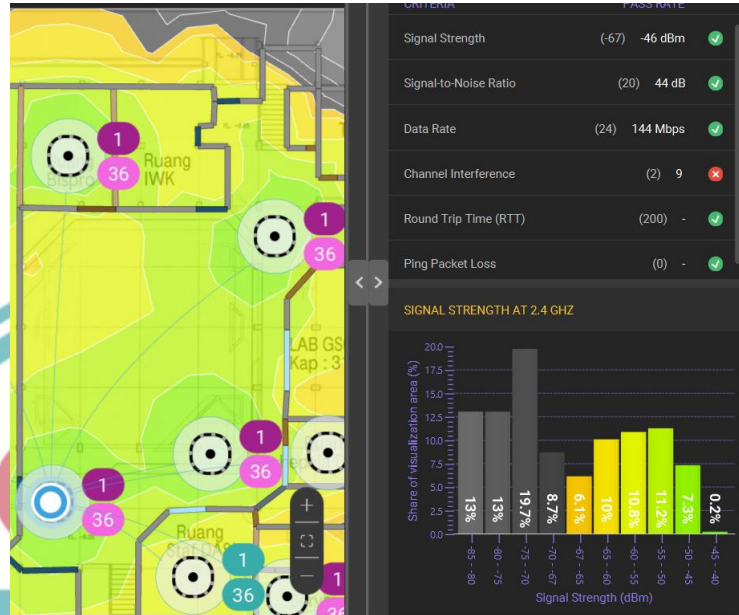 1
36
Ruang
Bispro
IWK
1
36
LAB GS
Kap : 3
1
36
1
36
Ruang
1
36
1
36
+
−
CRITERIA PASS RATE
Signal Strength (-67) -46 dBm
Signal-to-Noise Ratio (20) 44 dB
Data Rate (24) 144 Mbps
Channel Interference (2) 9
Round Trip Time (RTT) (200) -
Ping Packet Loss (0) -
SIGNAL STRENGTH AT 2.4 GHZ
Share of visualization area (%)
20.0
17.5
15.0
12.5
10.0
7.5
5.0
2.5
0.0
13% 13% 19.7% 8.7% 6.1% 10% 10.8% 11.2% 7.3% 0.2%
-85 - -80 -80 - -75 -75 - -70 -70 - -67 -67 - -65 -65 - -60 -60 - -55 -55 - -50 -50 - -45 -45 - -40
Signal Strength (dBm)